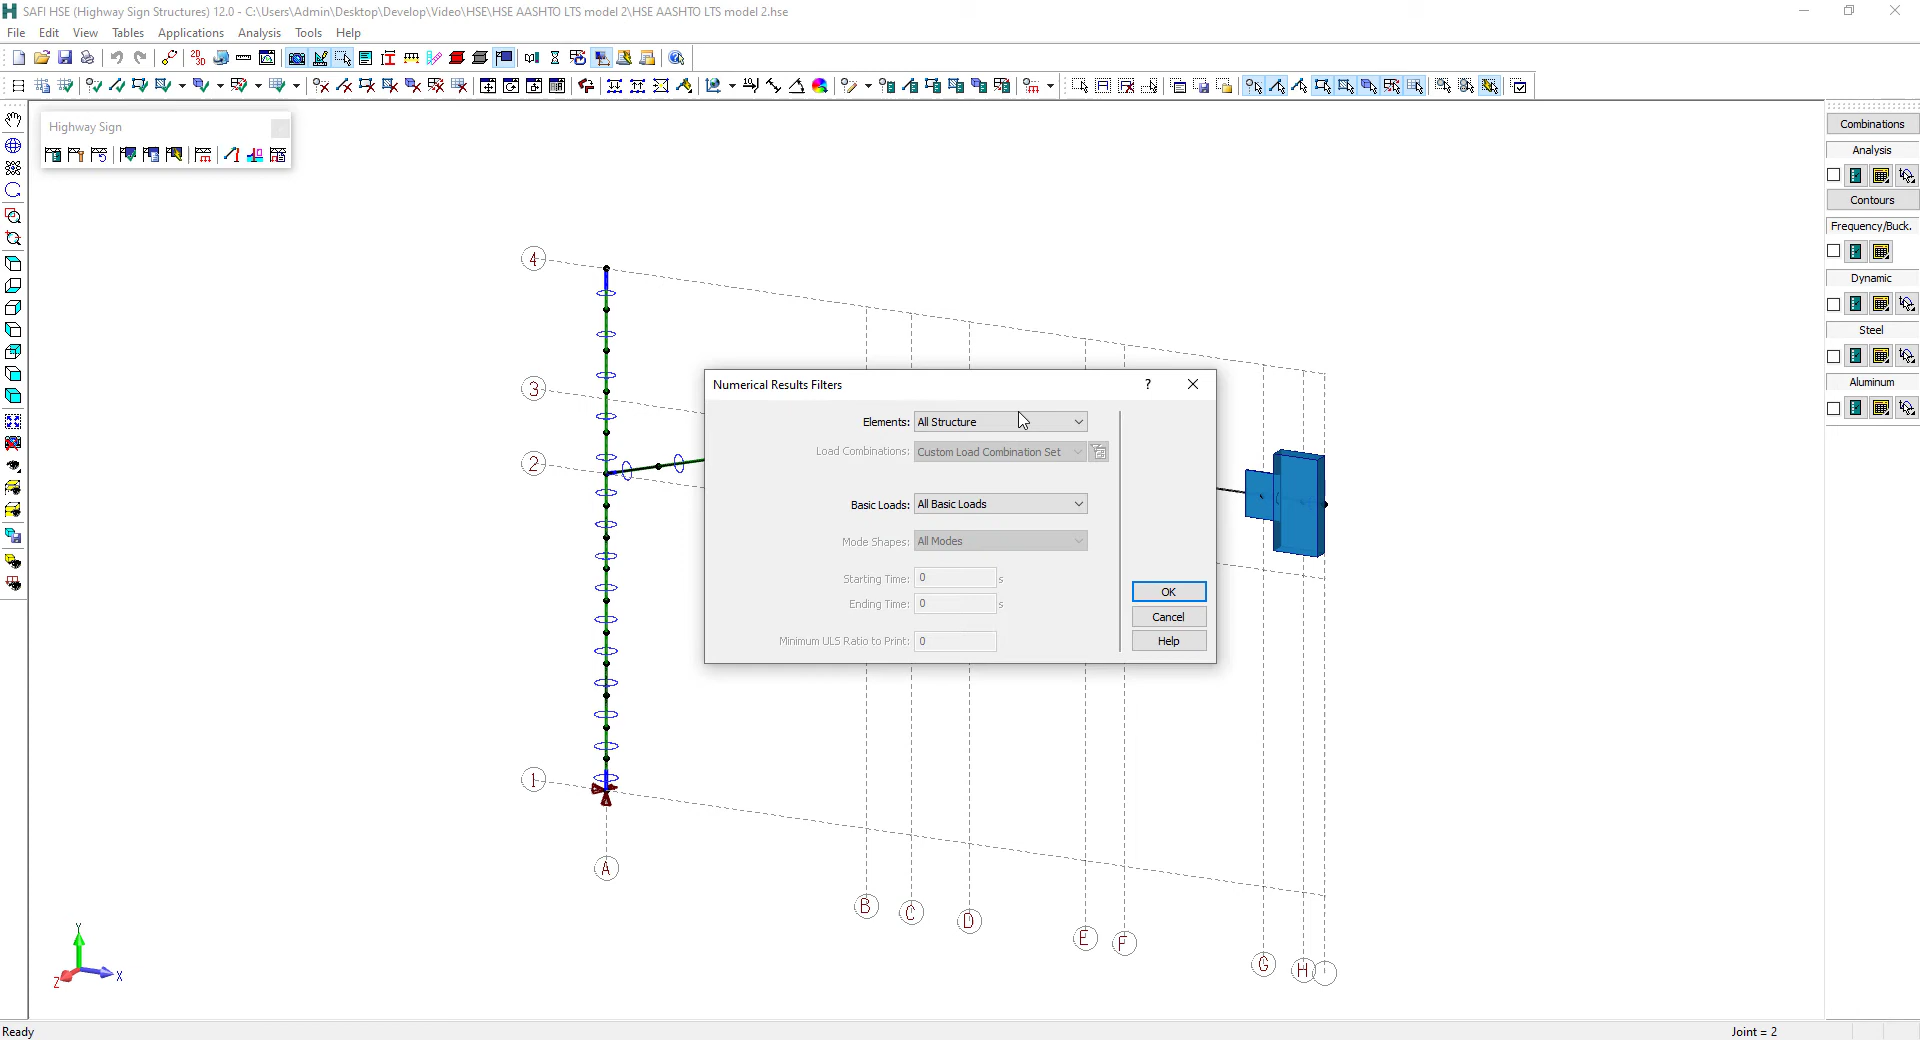 SAFI HSE (Highway Sign Structures) 12.0 - C:\Users\Admin\Desktop\Develop\Video\HSE\HSE AASHTO LTS model 2\HSE AASHTO LTS model 2.hse
File Edit View Tables Applications Analysis Tools Help
Highway Sign
Combinations
Analysis
Contours
Frequency/Buck.
Dynamic
Steel
Aluminum
4
3
2
1
A
B
C
D
E
F
G
H
Numerical Results Filters
?
Elements: All Structure
Load Combinations: Custom Load Combination Set
Basic Loads: All Basic Loads
Mode Shapes: All Modes
Starting Time: 0 s
Ending Time: 0 s
Minimum ULS Ratio to Print: 0
OK
Cancel
Help
Y
X
Z
Ready
Joint = 2